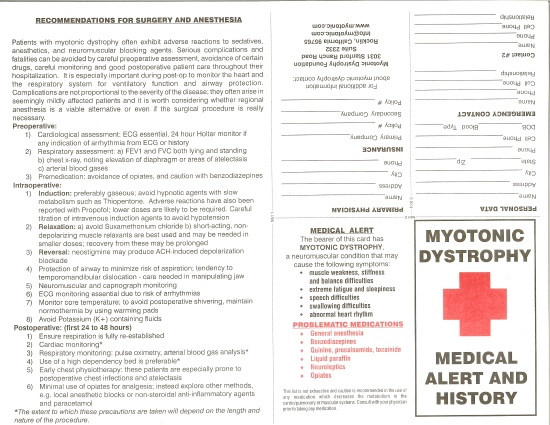 RECOMMENDATIONS FOR SURGERY AND ANESTHESIA
Patients with myotonic dystrophy often exhibit adverse reactions to sedatives,
anesthetics, and neuromuscular blocking agents. Serious complications and
fatalities can be avoided by careful preoperative assessment, avoidance of certain
drugs, careful monitoring and good postoperative patient care throughout their
hospitalization. It is especially important during post-op to monitor the heart and
the respiratory system for ventilatory function and airway protection.
Complications are not proportional to the severity of the disease; they often arise in
seemingly mildly affected patients and it is worth considering whether regional
anesthesia is a viable alternative or even if the surgical procedure is really
necessary.
Preoperative:
1) Cardiological assessment: ECG essential, 24 hour Holter monitor if
any indication of arrhythmia from ECG or history
2) Respiratory assessment: a) FEV1 and FVC both lying and standing
b) chest x-ray, noting elevation of diaphragm or areas of atelectasis
c) arterial blood gases
3) Premedication: avoidance of opiates, and caution with benzodiazepines
Intraoperative:
1) Induction: preferably gaseous; avoid hypnotic agents with slow
metabolism such as Thiopentone. Adverse reactions have also been
reported with Propofol; lower doses are likely to be required. Careful
titration of intravenous induction agents to avoid hypotension
2) Relaxation: a) avoid Suxamethonium chloride b) short-acting, non-
depolarizing muscle relaxants are best used and may be needed in
smaller doses; recovery from these may be prolonged
3) Reversal: neostigmine may produce ACH-induced depolarization
blockade
4) Protection of airway to minimize risk of aspiration; tendency to
temporomandibular dislocation - care needed in manipulating jaw
5) Neuromuscular and capnograph monitoring
6) ECG monitoring essential due to risk of arrhythmias
7) Monitor core temperature; to avoid postoperative shivering, maintain
normothermia by using warming pads
8) Avoid Potassium (K+) containing fluids
Postoperative: (first 24 to 48 hours)
1) Ensure respiration is fully re-established
2) Cardiac monitoring*
3) Respiratory monitoring: pulse oximetry, arterial blood gas analysis*
4) Use of a high dependency bed is preferable*
5) Early chest physiotherapy: these patients are especially prone to
postoperative chest infections and atelectasis
6) Minimal use of opiates for analgesia; instead explore other methods,
e.g. local anesthetic blocks or non-steroidal anti-inflammatory agents
and paracetamol
*The extent to which these precautions are taken will depend on the length and
nature of the procedure.
PRIMARY PHYSICIAN
Name
Address
City
Phone
INSURANCE
Primary Company
Policy #
Secondary Company
Policy #
For additional information
about myotonic dystrophy contact:
Myotonic Dystrophy Foundation
3031 Stanford Ranch Road
Suite 2332
Rocklin, California 95765
info@myotonic.com
www.myotonic.com
PERSONAL DATA
Name
Address
City
State Zip
Phone
Cell Phone
DOB Blood Type
EMERGENCY CONTACT
Name
Phone
Cell Phone
Relationship
Contact #2
Name
Phone
Cell Phone
Relationship
MEDICAL ALERT
The bearer of this card has
MYOTONIC DYSTROPHY,
a neuromuscular condition that may
cause the following symptoms:
• muscle weakness, stiffness
and balance difficulties
• extreme fatigue and sleepiness
• speech difficulties
• swallowing difficulties
• abnormal heart rhythm
PROBLEMATIC MEDICATIONS
• General anesthesia
• Benzodiazepines
• Quinine, procainamide, tocainide
• Liquid paraffin
• Neuroleptics
• Opiates
This list is not exhaustive and caution is recommended in the use of
any medication which decreases the metabolism to the
cardio/pulmonary or muscular systems. Consult with your physician
prior to taking any medication.
MYOTONIC
DYSTROPHY
MEDICAL
ALERT AND
HISTORY